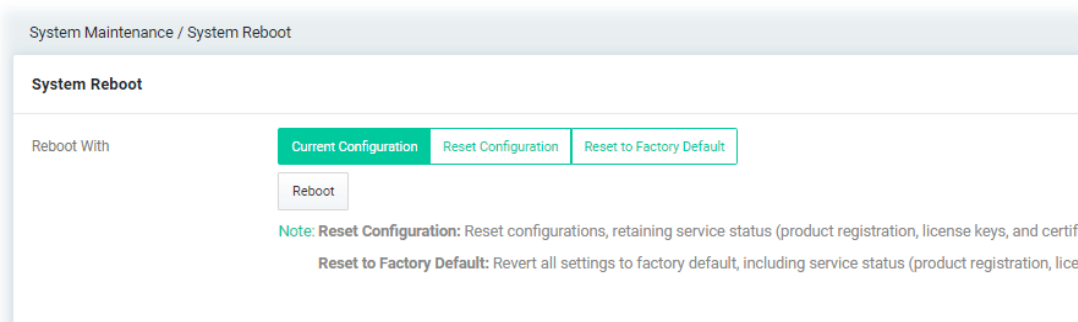 System Maintenance / System Reboot
System Reboot
Reboot With
Current Configuration Reset Configuration Reset to Factory Default
Reboot
Note: Reset Configuration: Reset configurations, retaining service status (product registration, license keys, and certif
Reset to Factory Default: Revert all settings to factory default, including service status (product registration, lice